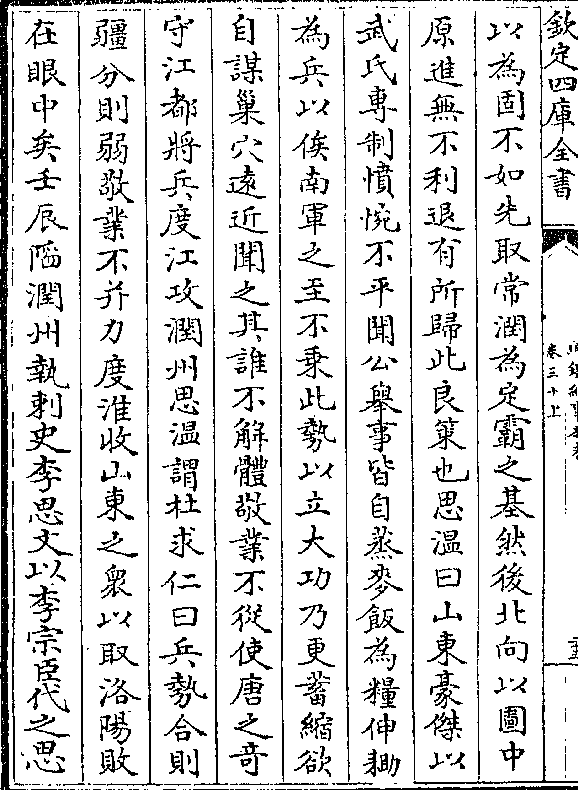 欽定四庫全書
卷三十上
以為固不如先取常潤為定霸之基然後北向以圖中
原進無不利退有所歸此良策也思溫曰山東豪傑以
武氏專制憤惋不平聞公舉事皆自蒸麥飯為糧伸鋤
為兵以俟南軍之至不乗此勢以立大功乃更蓄縮欲
自謀巢穴遠近聞之其誰不解體敬業不從使唐之竒
守江都將兵度江攻潤州思溫謂杜求仁曰兵勢合則
疆分則弱敬業不并力度淮收山東之衆以取洛陽敗
在眼中矣壬辰䧟潤州執刺史李思文以李宗臣代之思